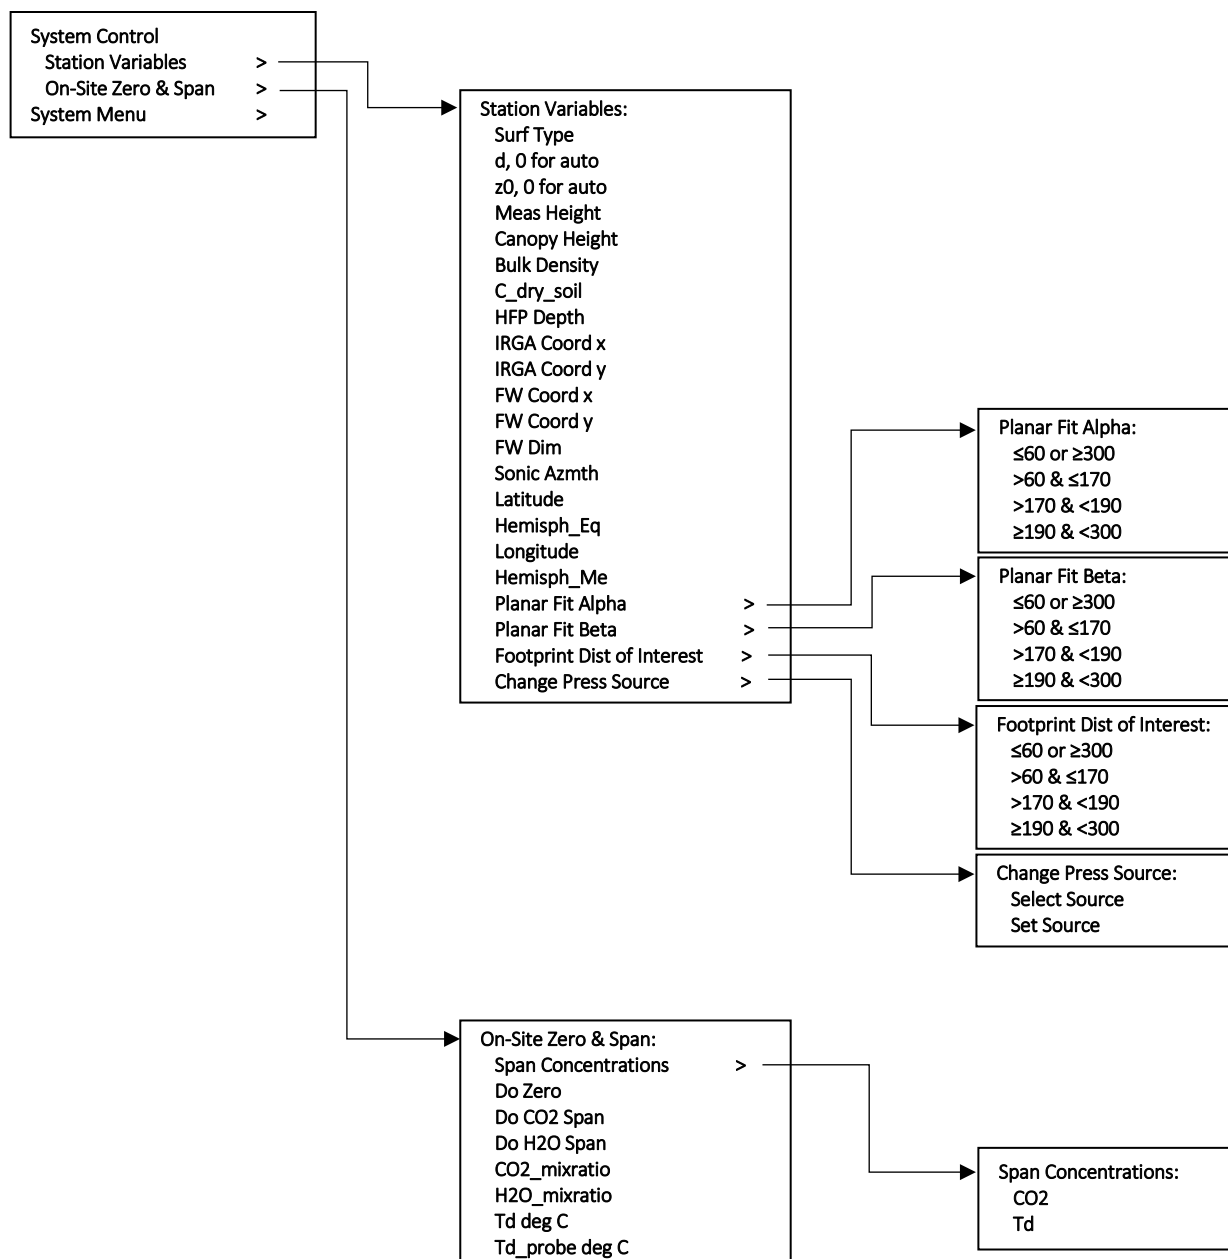 System Control
Station Variables >
On-Site Zero & Span >
System Menu >
Station Variables:
Surf Type
d, 0 for auto
z0, 0 for auto
Meas Height
Canopy Height
Bulk Density
C_dry_soil
HFP Depth
IRGA Coord x
IRGA Coord y
FW Coord x
FW Coord y
FW Dim
Sonic Azmth
Latitude
Hemisph_Eq
Longitude
Hemisph_Me
Planar Fit Alpha >
Planar Fit Beta >
Footprint Dist of Interest >
Change Press Source >
Planar Fit Alpha:
≤60 or ≥300
>60 & ≤170
>170 & <190
≥190 & <300
Planar Fit Beta:
≤60 or ≥300
>60 & ≤170
>170 & <190
≥190 & <300
Footprint Dist of Interest:
≤60 or ≥300
>60 & ≤170
>170 & <190
≥190 & <300
Change Press Source:
Select Source
Set Source
On-Site Zero & Span:
Span Concentrations >
Do Zero
Do CO2 Span
Do H2O Span
CO2_mixratio
H2O_mixratio
Td deg C
Td_probe deg C
Span Concentrations:
CO2
Td